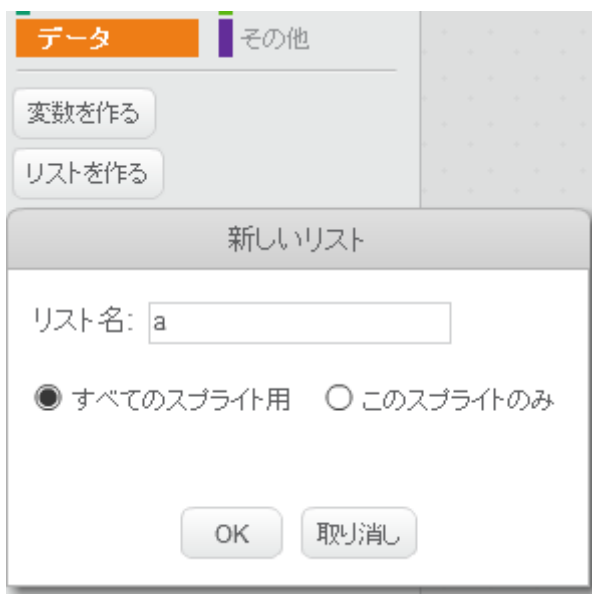 データ その他
変数を作る
リストを作る
新しいリスト
リスト名: a
すべてのスプライト用 このスプライトのみ
OK 取り消し